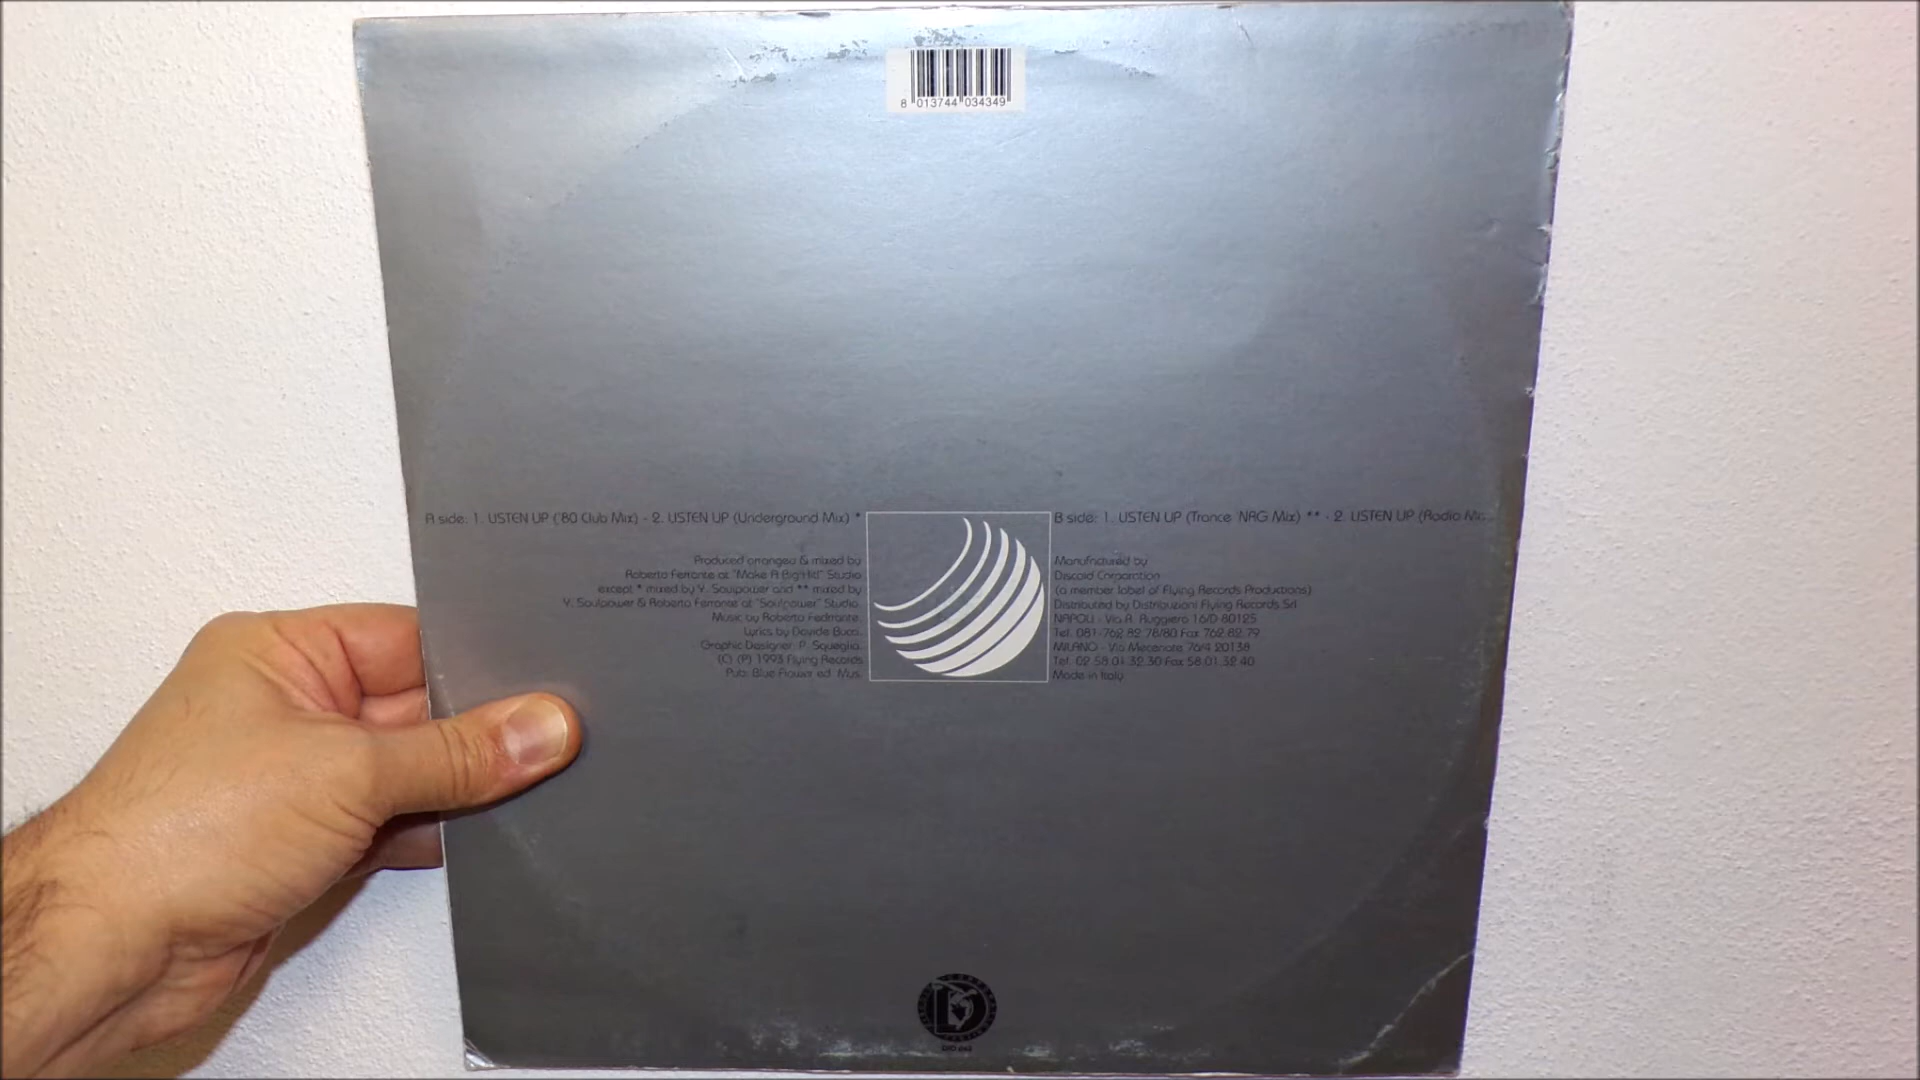 8 013744 034349
A side: 1. LISTEN UP ('80 Club Mix) - 2. LISTEN UP (Underground Mix) *
B side: 1. LISTEN UP (Trance 'NRG Mix) ** - 2. LISTEN UP (Radio Mix
Produced arranged & mixed by
Roberto Ferrante at "Make A Big Hit" Studio
except * mixed by Y. Soulpower and ** mixed by
Y. Soulpower & Roberto Ferrante at "Soulpower" Studio.
Music by Roberto Ferrante.
Lyrics by Davide Bucci.
Graphic Designer: P. Squeglia.
(C) (P) 1993 Flying Records
Pub: Blue Flower ed. Mus.
Manufactured by
Discoid Corporation
(a member label of Flying Records Productions)
Distributed by Distribuzioni Flying Records Srl
NAPOLI - Via A. Ruggiero 16/D 80125
Tel. 081-762.82.78/80 Fax 762.82.79
MILANO - Via Mecenate 76/4 20138
Tel. 02.58.01.32.30 Fax 58.01.32.40
Made in Italy